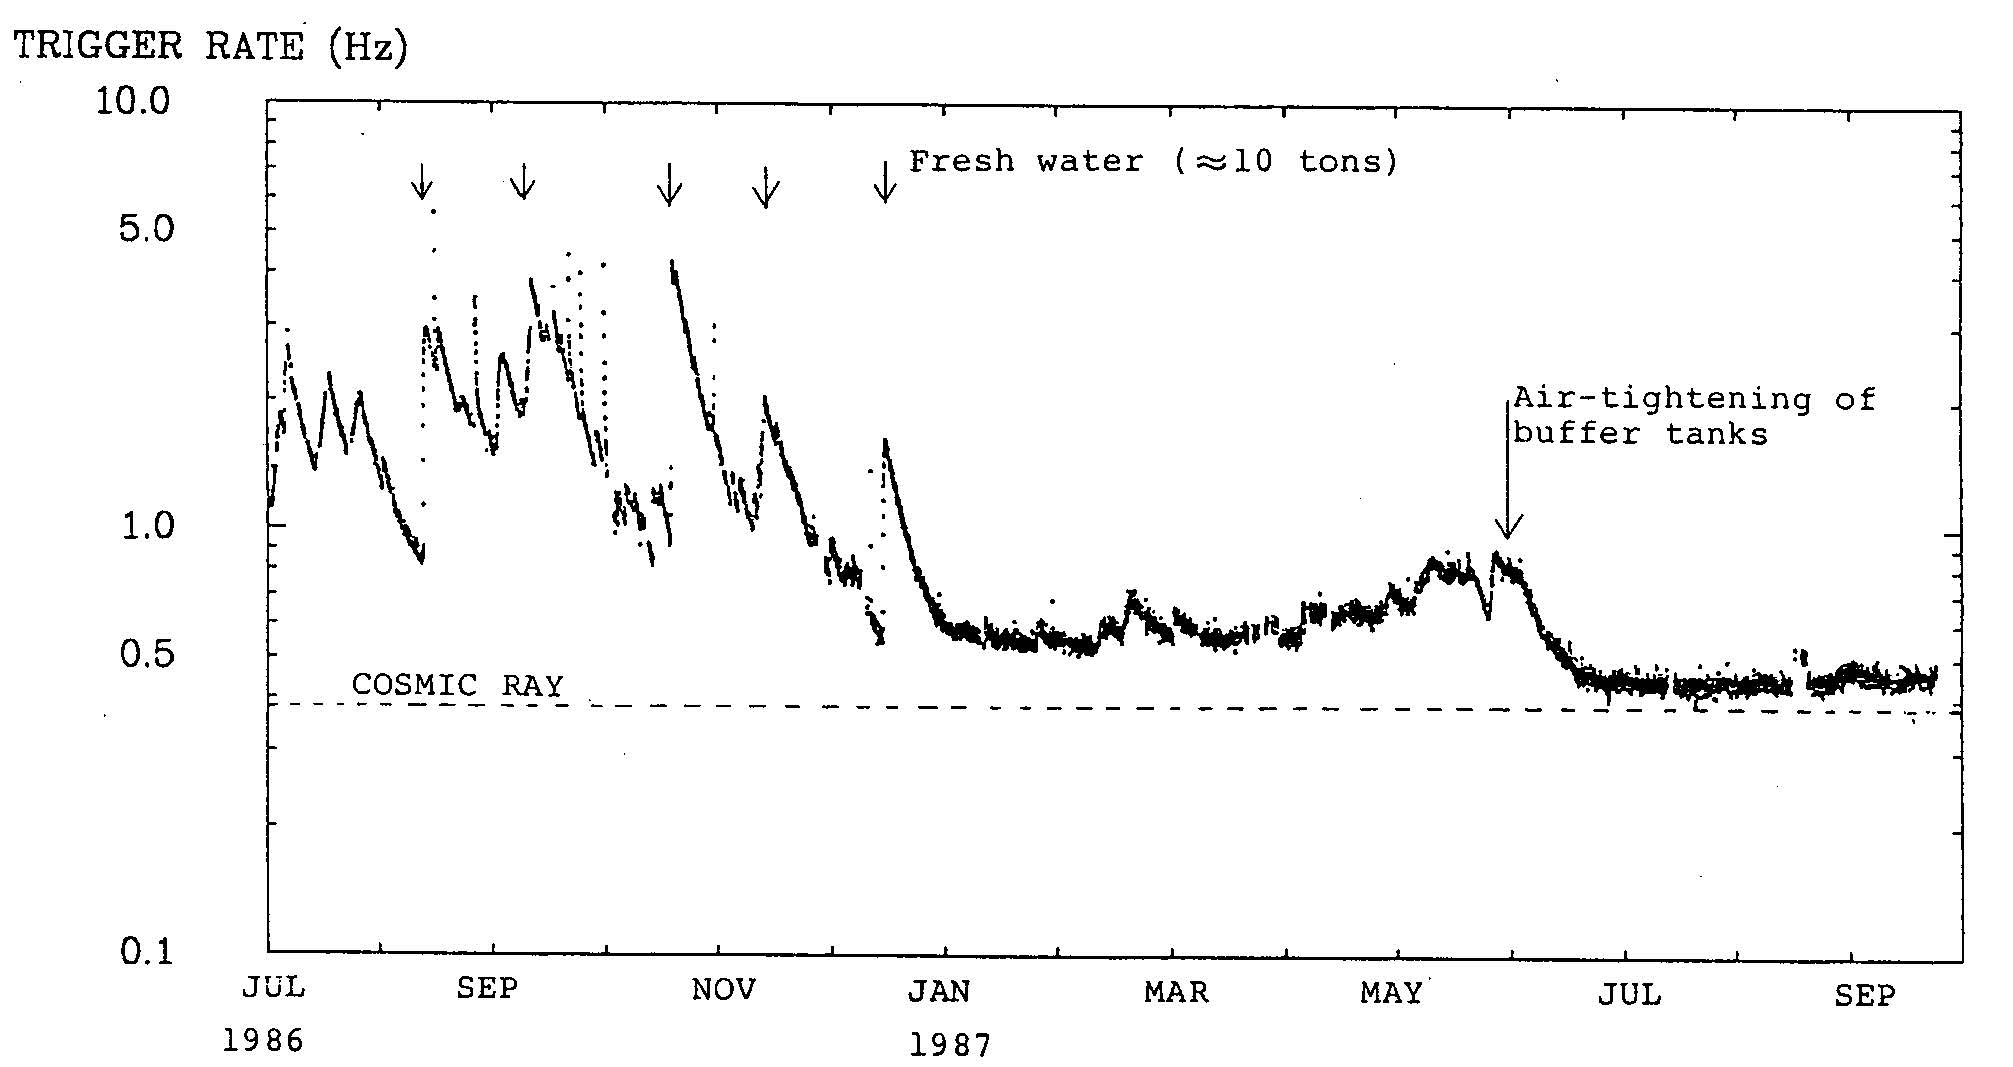 TRIGGER RATE (Hz)
10.0
Fresh water (≈10 tons)
5.0
Air-tightening of
buffer tanks
1.0
0.5
COSMIC RAY
0.1
JUL SEP NOV JAN MAR MAY JUL SEP
1986 1987